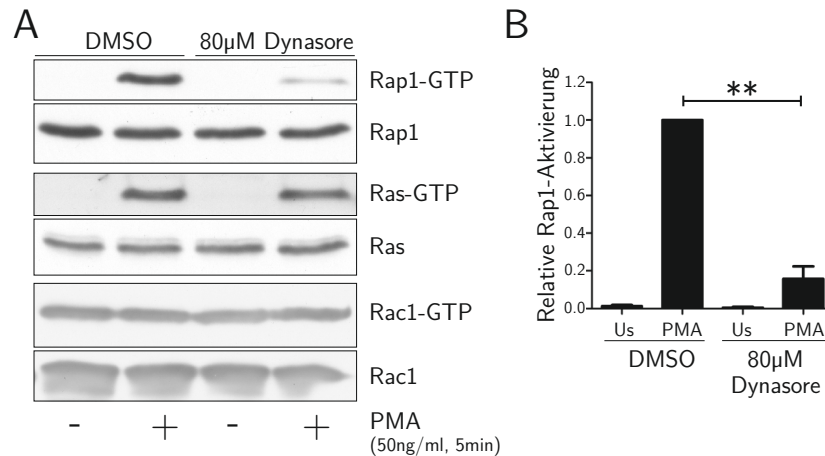 A
DMSO 80µM Dynasore
Rap1-GTP
Rap1
Ras-GTP
Ras
Rac1-GTP
Rac1
- + - + PMA
(50ng/ml, 5min)
B
Relative Rap1-Aktivierung
1.2
1.0
0.8
0.6
0.4
0.2
0.0
**
Us PMA Us PMA
DMSO 80µM
Dynasore